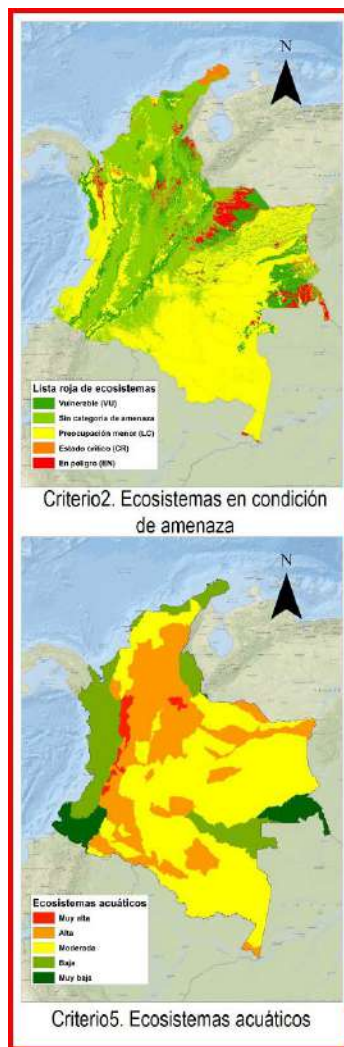 N
Lista roja de ecosistemas
Vulnerable (VU)
Sin categoría de amenaza
Preocupación menor (LC)
Estado crítico (CR)
En peligro (EN)
Criterio2. Ecosistemas en condición
de amenaza
N
Ecosistemas acuáticos
Muy alta
Alta
Moderada
Baja
Muy baja
Criterio5. Ecosistemas acuáticos